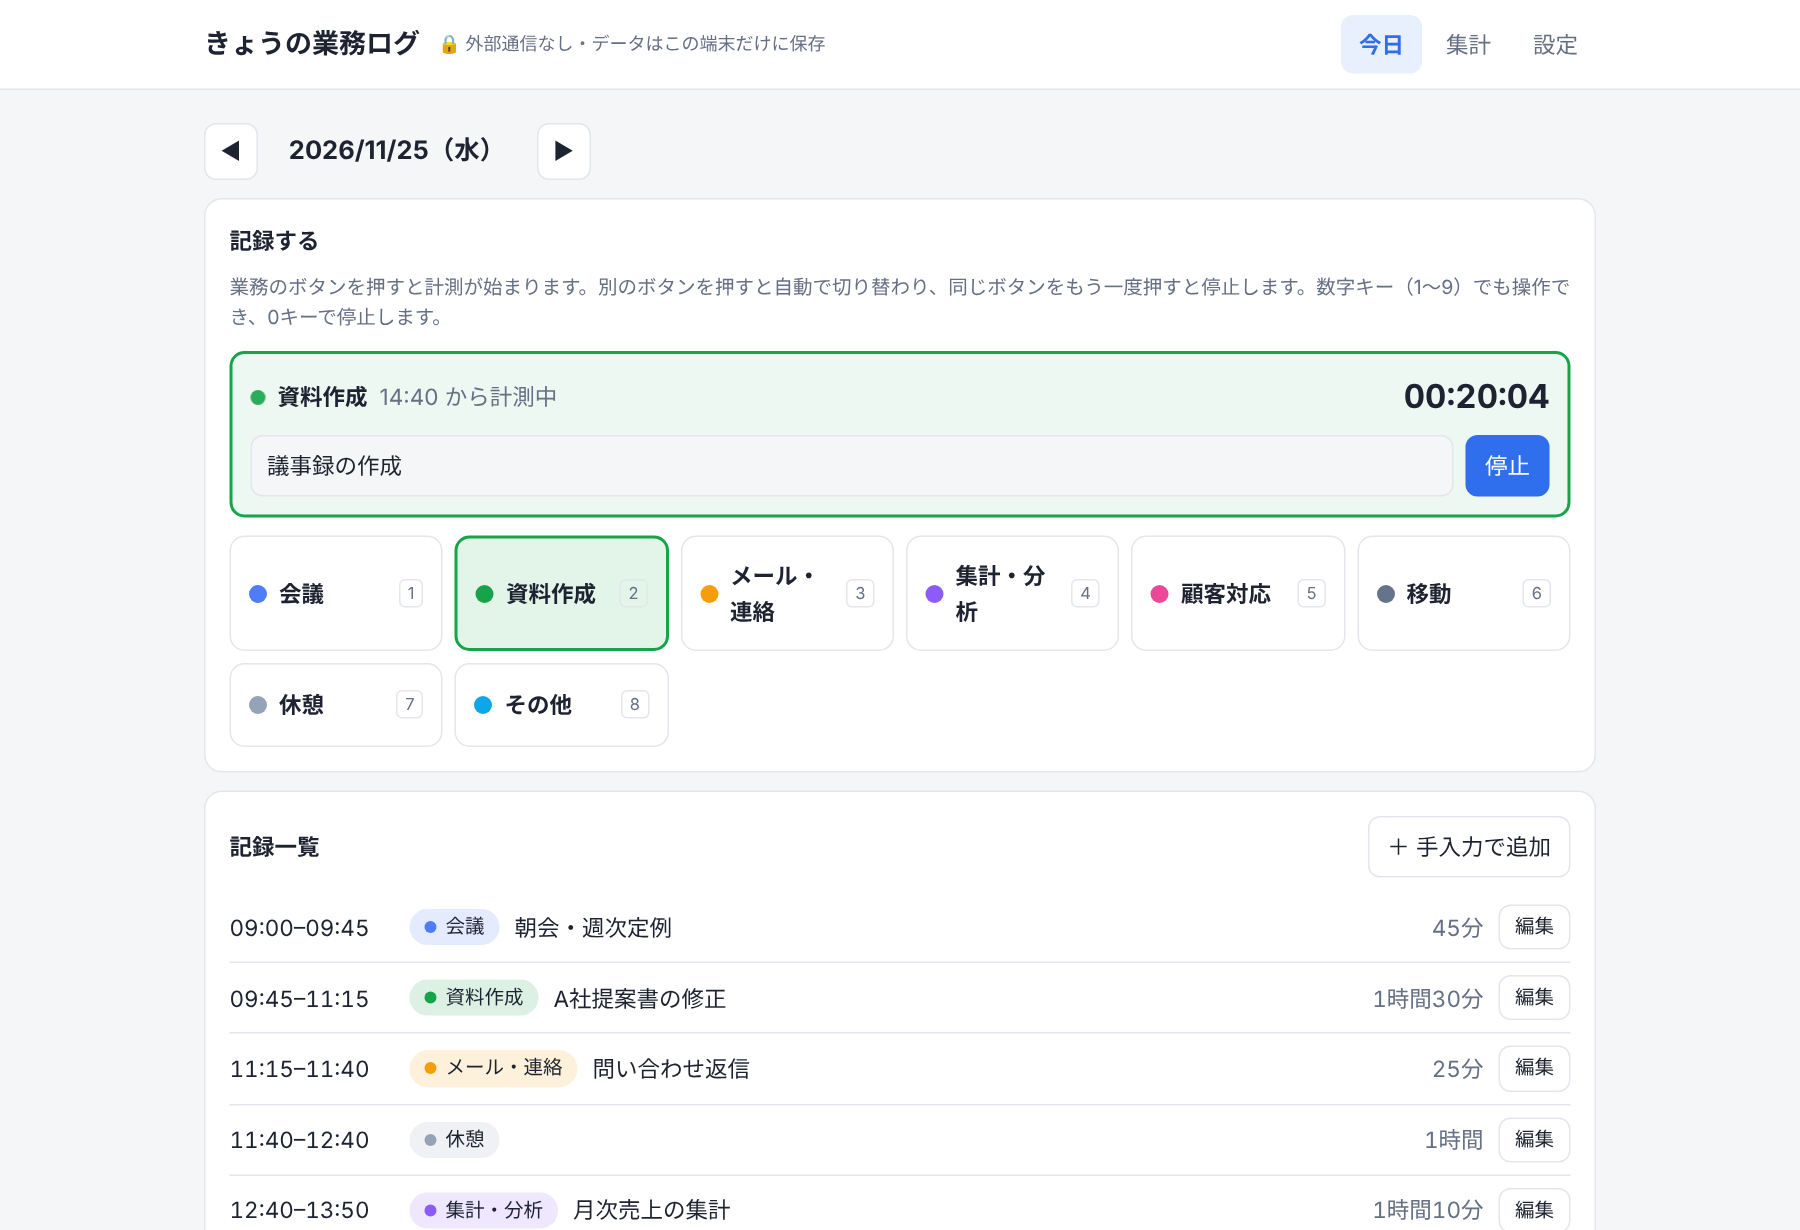 きょうの業務ログ 🔒 外部通信なし・データはこの端末だけに保存 今日 集計 設定
◀ 2026/11/25（水） ▶
記録する
業務のボタンを押すと計測が始まります。別のボタンを押すと自動で切り替わり、同じボタンをもう一度押すと停止します。数字キー（1〜9）でも操作で
き、0キーで停止します。
資料作成 14:40 から計測中 00:20:04
議事録の作成 停止
会議 1
資料作成 2
メール・
連絡 3
集計・分
析 4
顧客対応 5
移動 6
休憩 7
その他 8
記録一覧 ＋ 手入力で追加
09:00–09:45 会議 朝会・週次定例 45分 編集
09:45–11:15 資料作成 A社提案書の修正 1時間30分 編集
11:15–11:40 メール・連絡 問い合わせ返信 25分 編集
11:40–12:40 休憩 1時間 編集
12:40–13:50 集計・分析 月次売上の集計 1時間10分 編集